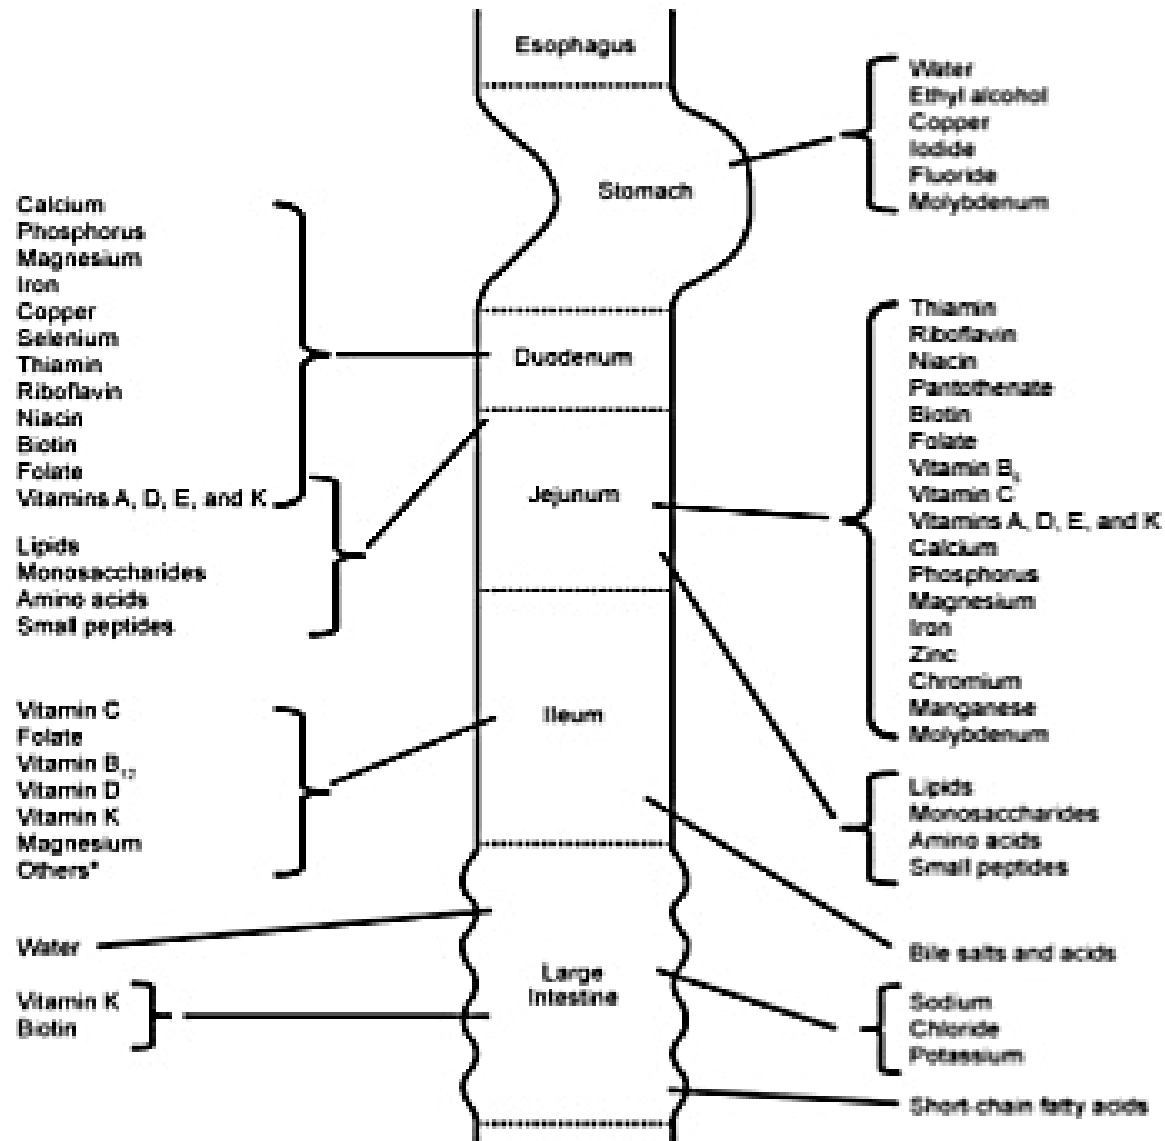 Esophagus
Water
Ethyl alcohol
Copper
Iodide
Fluoride
Molybdenum
Stomach
Calcium
Phosphorus
Magnesium
Iron
Copper
Selenium
Thiamin
Riboflavin
Niacin
Biotin
Folate
Vitamins A, D, E, and K
Lipids
Monosaccharides
Amino acids
Small peptides
Duodenum
Jejunum
Thiamin
Riboflavin
Niacin
Pantothenate
Biotin
Folate
Vitamin B₆
Vitamin C
Vitamins A, D, E, and K
Calcium
Phosphorus
Magnesium
Iron
Zinc
Chromium
Manganese
Molybdenum
Lipids
Monosaccharides
Amino acids
Small peptides
Vitamin C
Folate
Vitamin B₁₂
Vitamin D
Vitamin K
Magnesium
Others*
Ileum
Bile salts and acids
Water
Vitamin K
Biotin
Large
Intestine
Sodium
Chloride
Potassium
Short-chain fatty acids